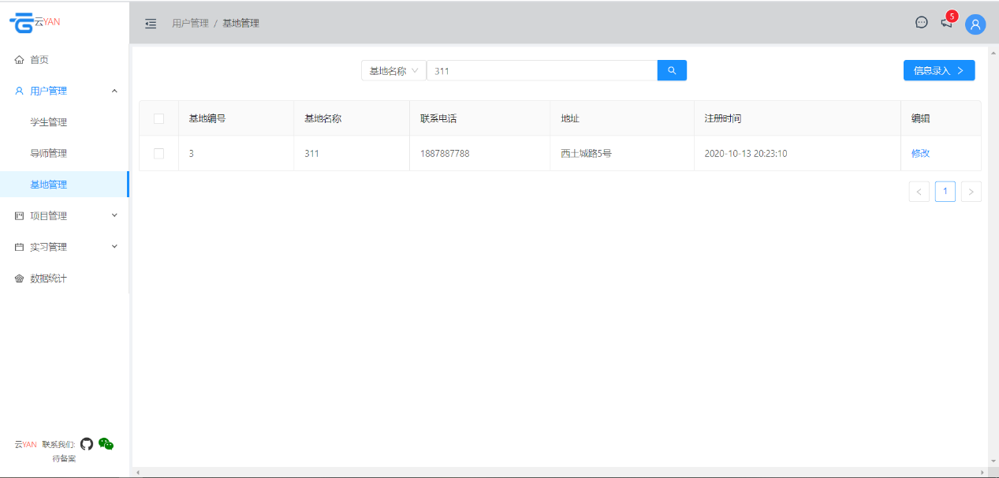 云YAN
用户管理 / 基地管理
5
首页
用户管理
学生管理
导师管理
基地管理
项目管理
实习管理
数据统计
基地名称 311
信息录入
基地编号 基地名称 联系电话 地址 注册时间 编辑
3 311 1887887788 西土城路5号 2020-10-13 20:23:10 修改
< 1 >
云YAN 联系我们:
待备案